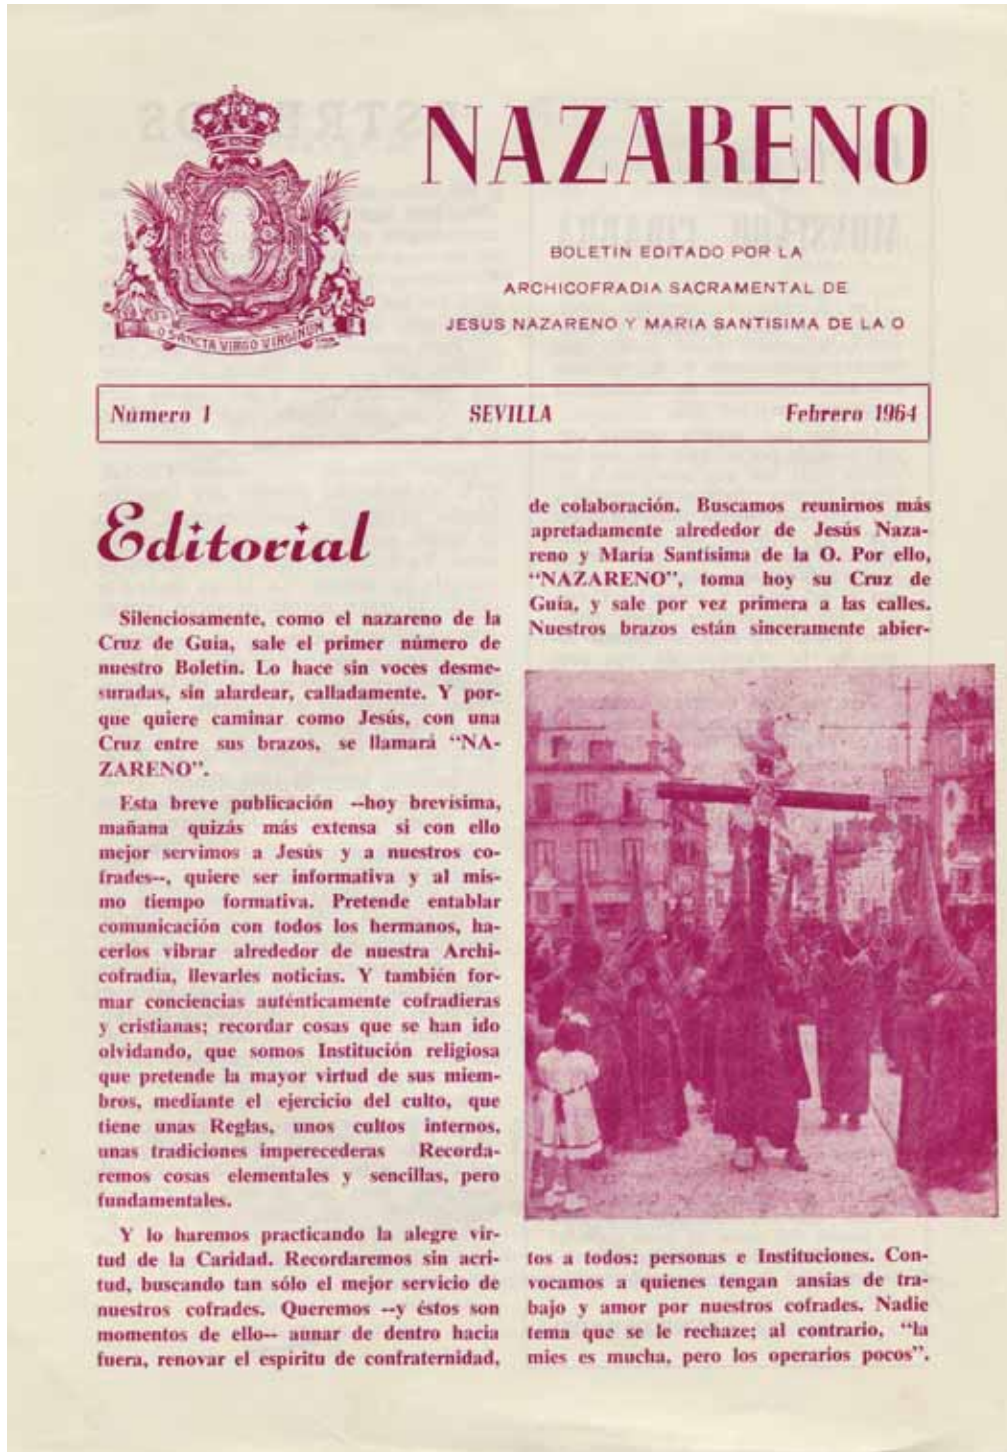 NAZARENO
BOLETIN EDITADO POR LA
ARCHICOFRADIA SACRAMENTAL DE
JESUS NAZARENO Y MARIA SANTISIMA DE LA O
O SANCTA VIRGO VIRGINUM
Número 1 SEVILLA Febrero 1964
Editorial
Silenciosamente, como el nazareno de la
Cruz de Guía, sale el primer número de
nuestro Boletín. Lo hace sin voces desme-
suradas, sin alardear, calladamente. Y por-
que quiere caminar como Jesús, con una
Cruz entre sus brazos, se llamará “NA-
ZARENO”.
Esta breve publicación --hoy brevísima,
mañana quizás más extensa si con ello
mejor servimos a Jesús y a nuestros co-
frades--, quiere ser informativa y al mis-
mo tiempo formativa. Pretende entablar
comunicación con todos los hermanos, ha-
cerlos vibrar alrededor de nuestra Archi-
cofradía, llevarles noticias. Y también for-
mar conciencias auténticamente cofradieras
y cristianas; recordar cosas que se han ido
olvidando, que somos Institución religiosa
que pretende la mayor virtud de sus miem-
bros, mediante el ejercicio del culto, que
tiene unas Reglas, unos cultos internos,
unas tradiciones imperecederas Recorda-
remos cosas elementales y sencillas, pero
fundamentales.
Y lo haremos practicando la alegre vir-
tud de la Caridad. Recordaremos sin acri-
tud, buscando tan sólo el mejor servicio de
nuestros cofrades. Queremos --y éstos son
momentos de ello-- aunar de dentro hacia
fuera, renovar el espíritu de confraternidad,
de colaboración. Buscamos reunirnos más
apretadamente alrededor de Jesús Naza-
reno y María Santísima de la O. Por ello,
“NAZARENO”, toma hoy su Cruz de
Guía, y sale por vez primera a las calles.
Nuestros brazos están sinceramente abier-
tos a todos: personas e Instituciones. Con-
vocamos a quienes tengan ansias de tra-
bajo y amor por nuestros cofrades. Nadie
tema que se le rechaze; al contrario, “la
mies es mucha, pero los operarios pocos”.